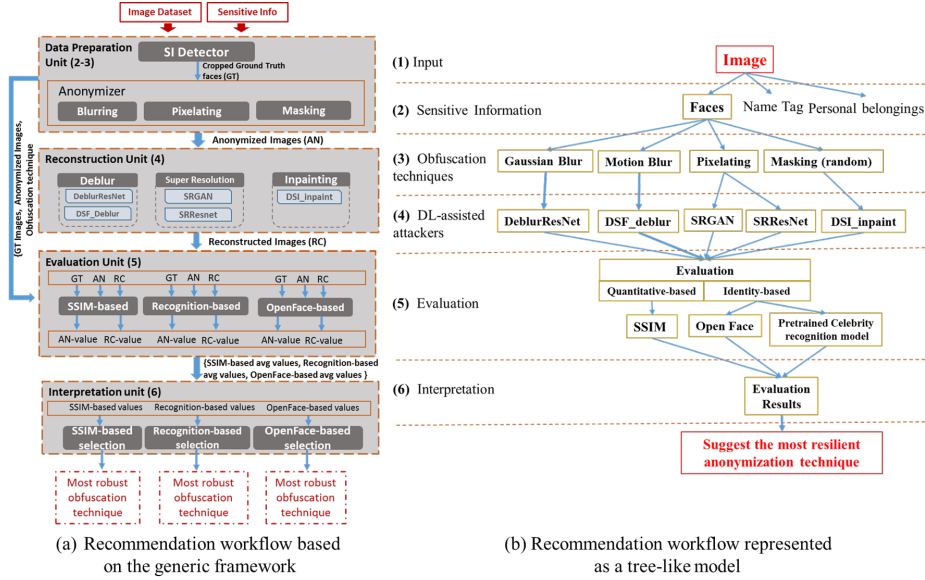 Image Dataset
Sensitive Info
Data Preparation
Unit (2-3)
SI Detector
Cropped Ground Truth
faces (GT)
Anonymizer
Blurring
Pixelating
Masking
Anonymized Images (AN)
{GT Images, Anonymized Images,
Obfuscation technique}
Reconstruction Unit (4)
Deblur
DeblurResNet
DSF_Deblur
Super Resolution
SRGAN
SRResnet
Inpainting
DSI_Inpaint
Reconstructed Images (RC)
Evaluation Unit (5)
GT AN RC
GT AN RC
GT AN RC
SSIM-based
Recognition-based
OpenFace-based
AN-value RC-value
AN-value RC-value
AN-value RC-value
{SSIM-based avg values, Recognition-based
avg values, OpenFace-based avg values }
Interpretation unit (6)
SSIM-based values
Recognition-based values
OpenFace-based values
SSIM-based
selection
Recognition-based
selection
OpenFace-based
selection
Most robust
obfuscation
technique
Most robust
obfuscation
technique
Most robust
obfuscation
technique
(a) Recommendation workflow based
on the generic framework
(1) Input
Image
(2) Sensitive Information
Faces
Name Tag
Personal belongings
(3) Obfuscation
techniques
Gaussian Blur
Motion Blur
Pixelating
Masking (random)
(4) DL-assisted
attackers
DeblurResNet
DSF_deblur
SRGAN
SRResNet
DSI_inpaint
(5) Evaluation
Evaluation
Quantitative-based
Identity-based
SSIM
Open Face
Pretrained Celebrity
recognition model
(6) Interpretation
Evaluation
Results
Suggest the most resilient
anonymization technique
(b) Recommendation workflow represented
as a tree-like model